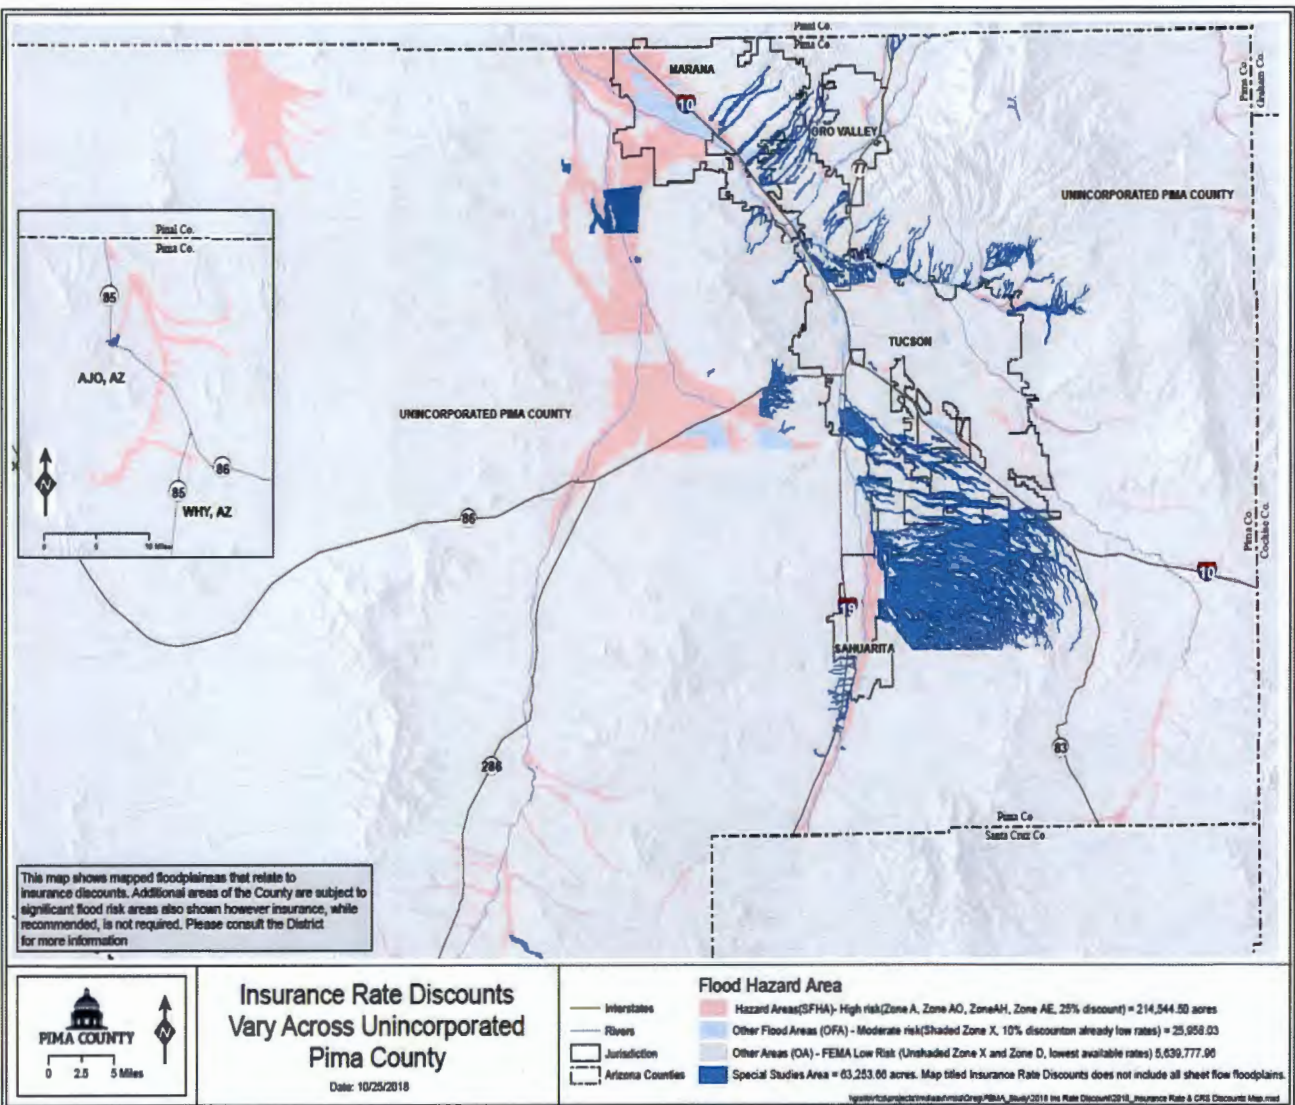 Pinal Co.
Pima Co.
MARANA
10
ORO VALLEY
77
Pima Co.
Graham Co.
UNINCORPORATED PIMA COUNTY
Pinal Co.
Pima Co.
85
AJO, AZ
86
85
WHY, AZ
0 5 10 Miles
TUCSON
UNINCORPORATED PIMA COUNTY
86
Pima Co.
Cochise Co.
10
19
SAHUARITA
286
83
Pima Co
Santa Cruz Co
This map shows mapped floodplainsas that relate to
insurance discounts. Additional areas of the County are subject to
significant flood risk areas also shown however insurance, while
recommended, is not required. Please consult the District
for more information
PIMA COUNTY
N
0 2.5 5 Miles
Insurance Rate Discounts
Vary Across Unincorporated
Pima County
Date: 10/25/2018
Interstates
Rivers
Jurisdiction
Arizona Counties
Flood Hazard Area
Hazard Areas(SFHA)- High risk(Zone A, Zone AO, ZoneAH, Zone AE, 25% discount) = 214,544.50 acres
Other Flood Areas (OFA) - Moderate risk(Shaded Zone X, 10% discounton already low rates) = 25,958.03
Other Areas (OA) - FEMA Low Risk (Unshaded Zone X and Zone D, lowest available rates) 5,639,777.96
Special Studies Area = 63,253.66 acres. Map titled Insurance Rate Discounts does not include all sheet flow floodplains.